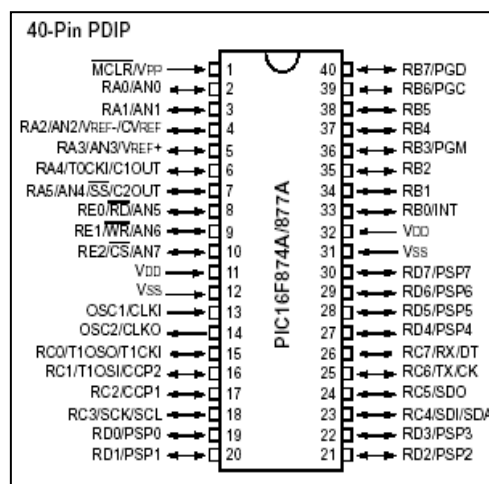 40-Pin PDIP
MCLR/VPP 1 40 RB7/PGD
RA0/AN0 2 39 RB6/PGC
RA1/AN1 3 38 RB5
RA2/AN2/VREF-/CVREF 4 37 RB4
RA3/AN3/VREF+ 5 36 RB3/PGM
RA4/T0CKI/C1OUT 6 35 RB2
RA5/AN4/SS/C2OUT 7 34 RB1
RE0/RD/AN5 8 33 RB0/INT
RE1/WR/AN6 9 32 VDD
RE2/CS/AN7 10 31 VSS
VDD 11 30 RD7/PSP7
VSS 12 29 RD6/PSP6
OSC1/CLKI 13 28 RD5/PSP5
OSC2/CLKO 14 27 RD4/PSP4
RC0/T1OSO/T1CKI 15 26 RC7/RX/DT
RC1/T1OSI/CCP2 16 25 RC6/TX/CK
RC2/CCP1 17 24 RC5/SDO
RC3/SCK/SCL 18 23 RC4/SDI/SDA
RD0/PSP0 19 22 RD3/PSP3
RD1/PSP1 20 21 RD2/PSP2
PIC16F874A/877A